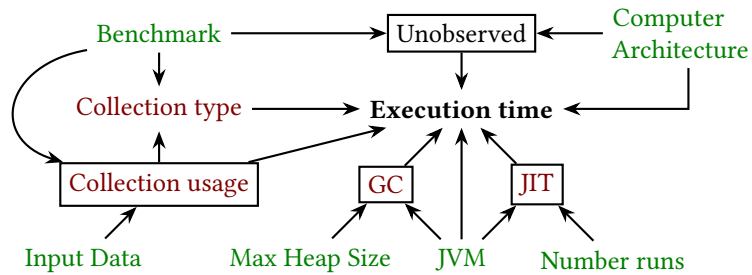 Benchmark
Unobserved
Computer
Architecture
Collection type
Execution time
Collection usage
GC
JIT
Input Data
Max Heap Size
JVM
Number runs